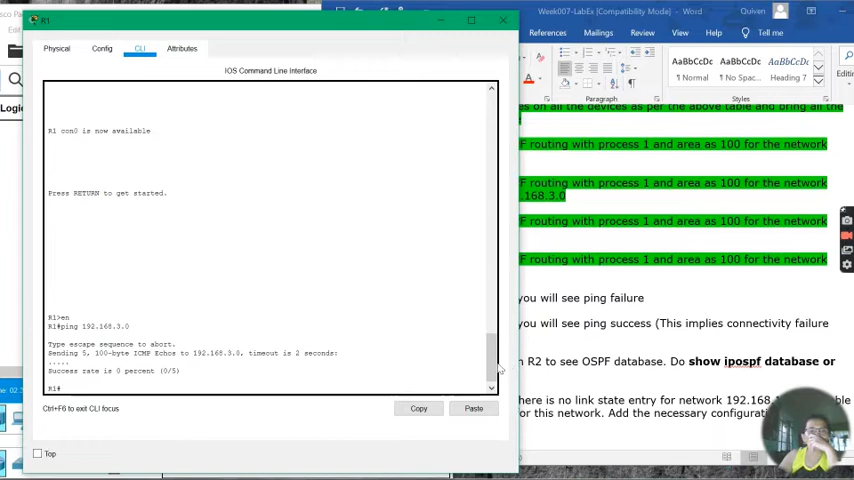 sco Pa
R1
Week007-LabEx [Compatibility Mode] - Word
Quiven
Edit
Physical
Config
CLI
Attributes
References
Mailings
Review
View
Help
Tell me
IOS Command Line Interface
AaBbCcDc
AaBbCcDc
AaBbCcDc
¶ Normal
¶ No Spac...
Heading 7
Editing
Paragraph
Styles
Logic
es on all the devices as per the above table and bring all the
R1 con0 is now available
F routing with process 1 and area as 100 for the network
Press RETURN to get started.
F routing with process 1 and area as 100 for the network
.168.3.0
F routing with process 1 and area as 100 for the network
F routing with process 1 and area as 100 for the network
you will see ping failure
R1>en
R1#ping 192.168.3.0
you will see ping success (This implies connectivity failure
Type escape sequence to abort.
Sending 5, 100-byte ICMP Echos to 192.168.3.0, timeout is 2 seconds:
.....
Success rate is 0 percent (0/5)
n R2 to see OSPF database. Do show ipospf database or
R1#
here is no link state entry for network 192.168.
ble
for this network. Add the necessary configurati
Ctrl+F6 to exit CLI focus
Copy
Paste
Top